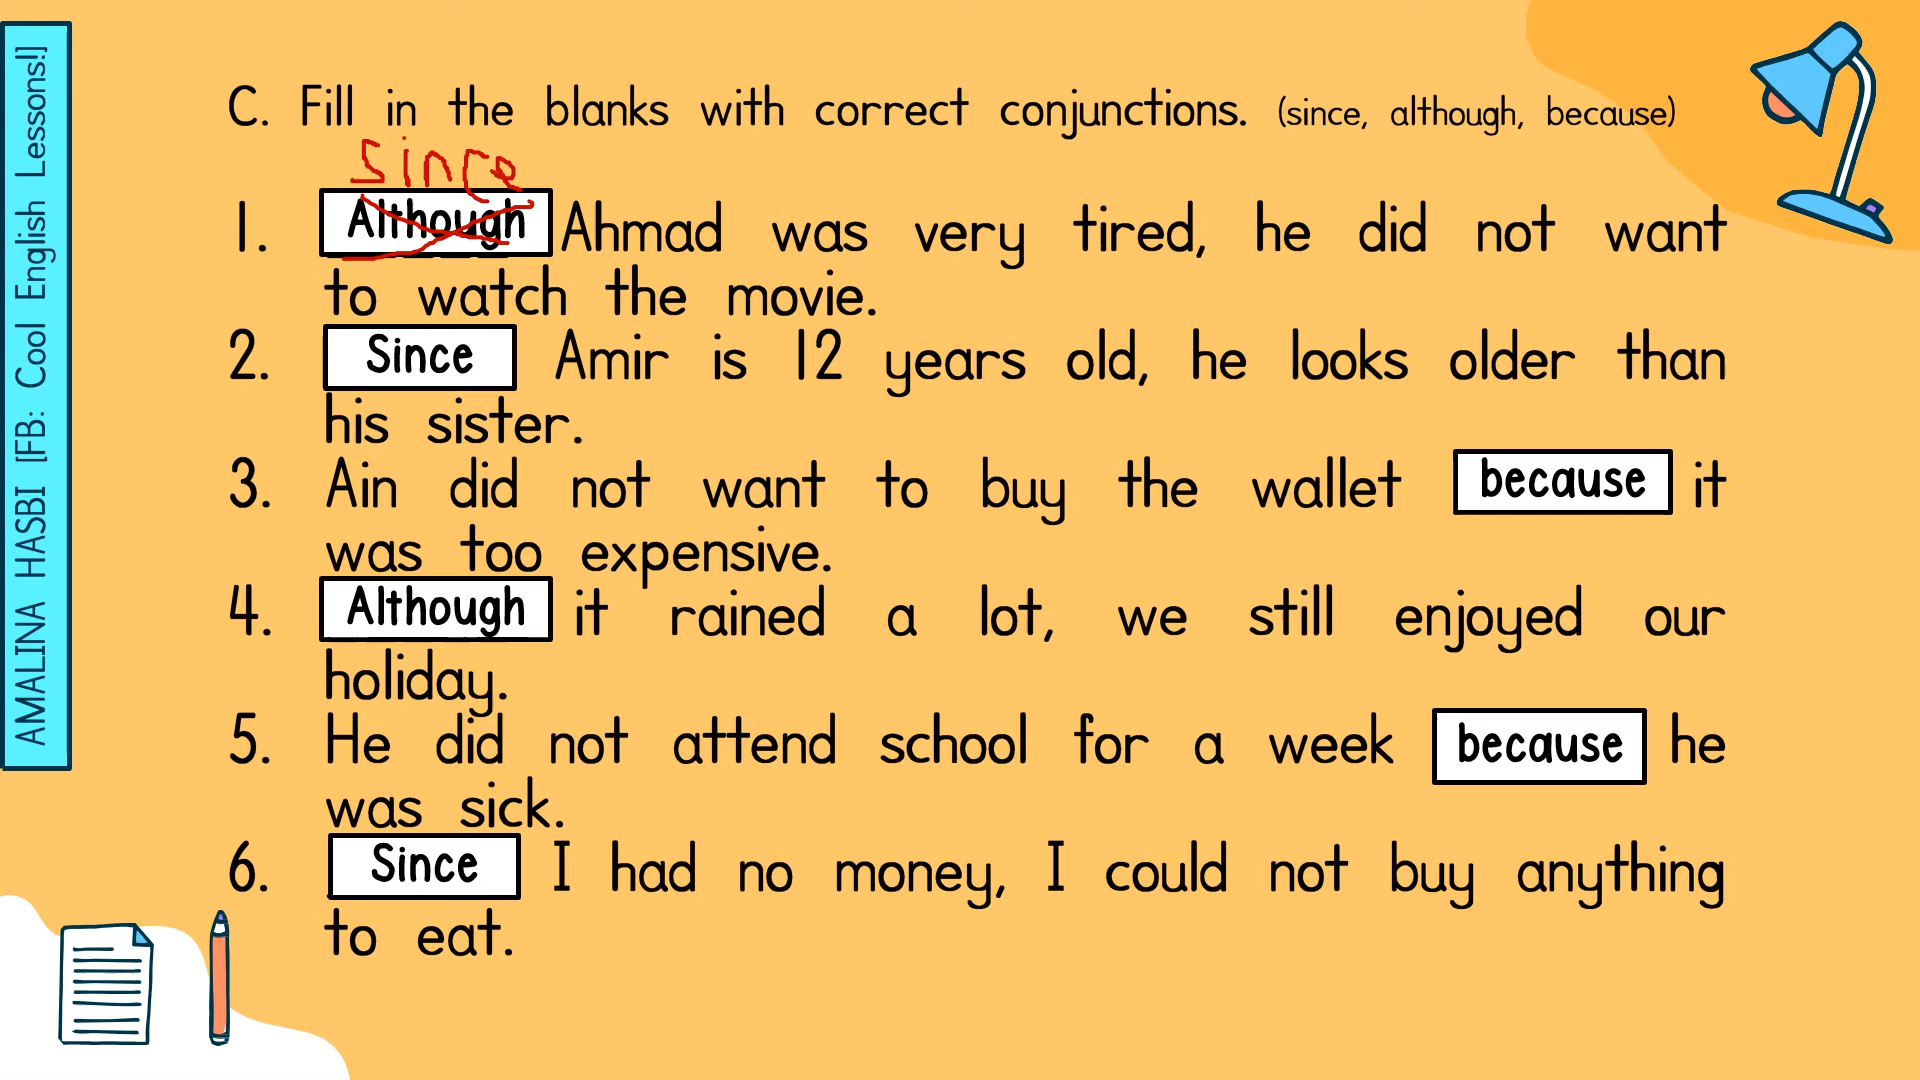 AMALINA HASBI [FB: Cool English Lessons!]
C. Fill in the blanks with correct conjunctions. (since, although, because)
since
1. Although Ahmad was very tired, he did not want
to watch the movie.
2. Since Amir is 12 years old, he looks older than
his sister.
3. Ain did not want to buy the wallet because it
was too expensive.
4. Although it rained a lot, we still enjoyed our
holiday.
5. He did not attend school for a week because he
was sick.
6. Since I had no money, I could not buy anything
to eat.